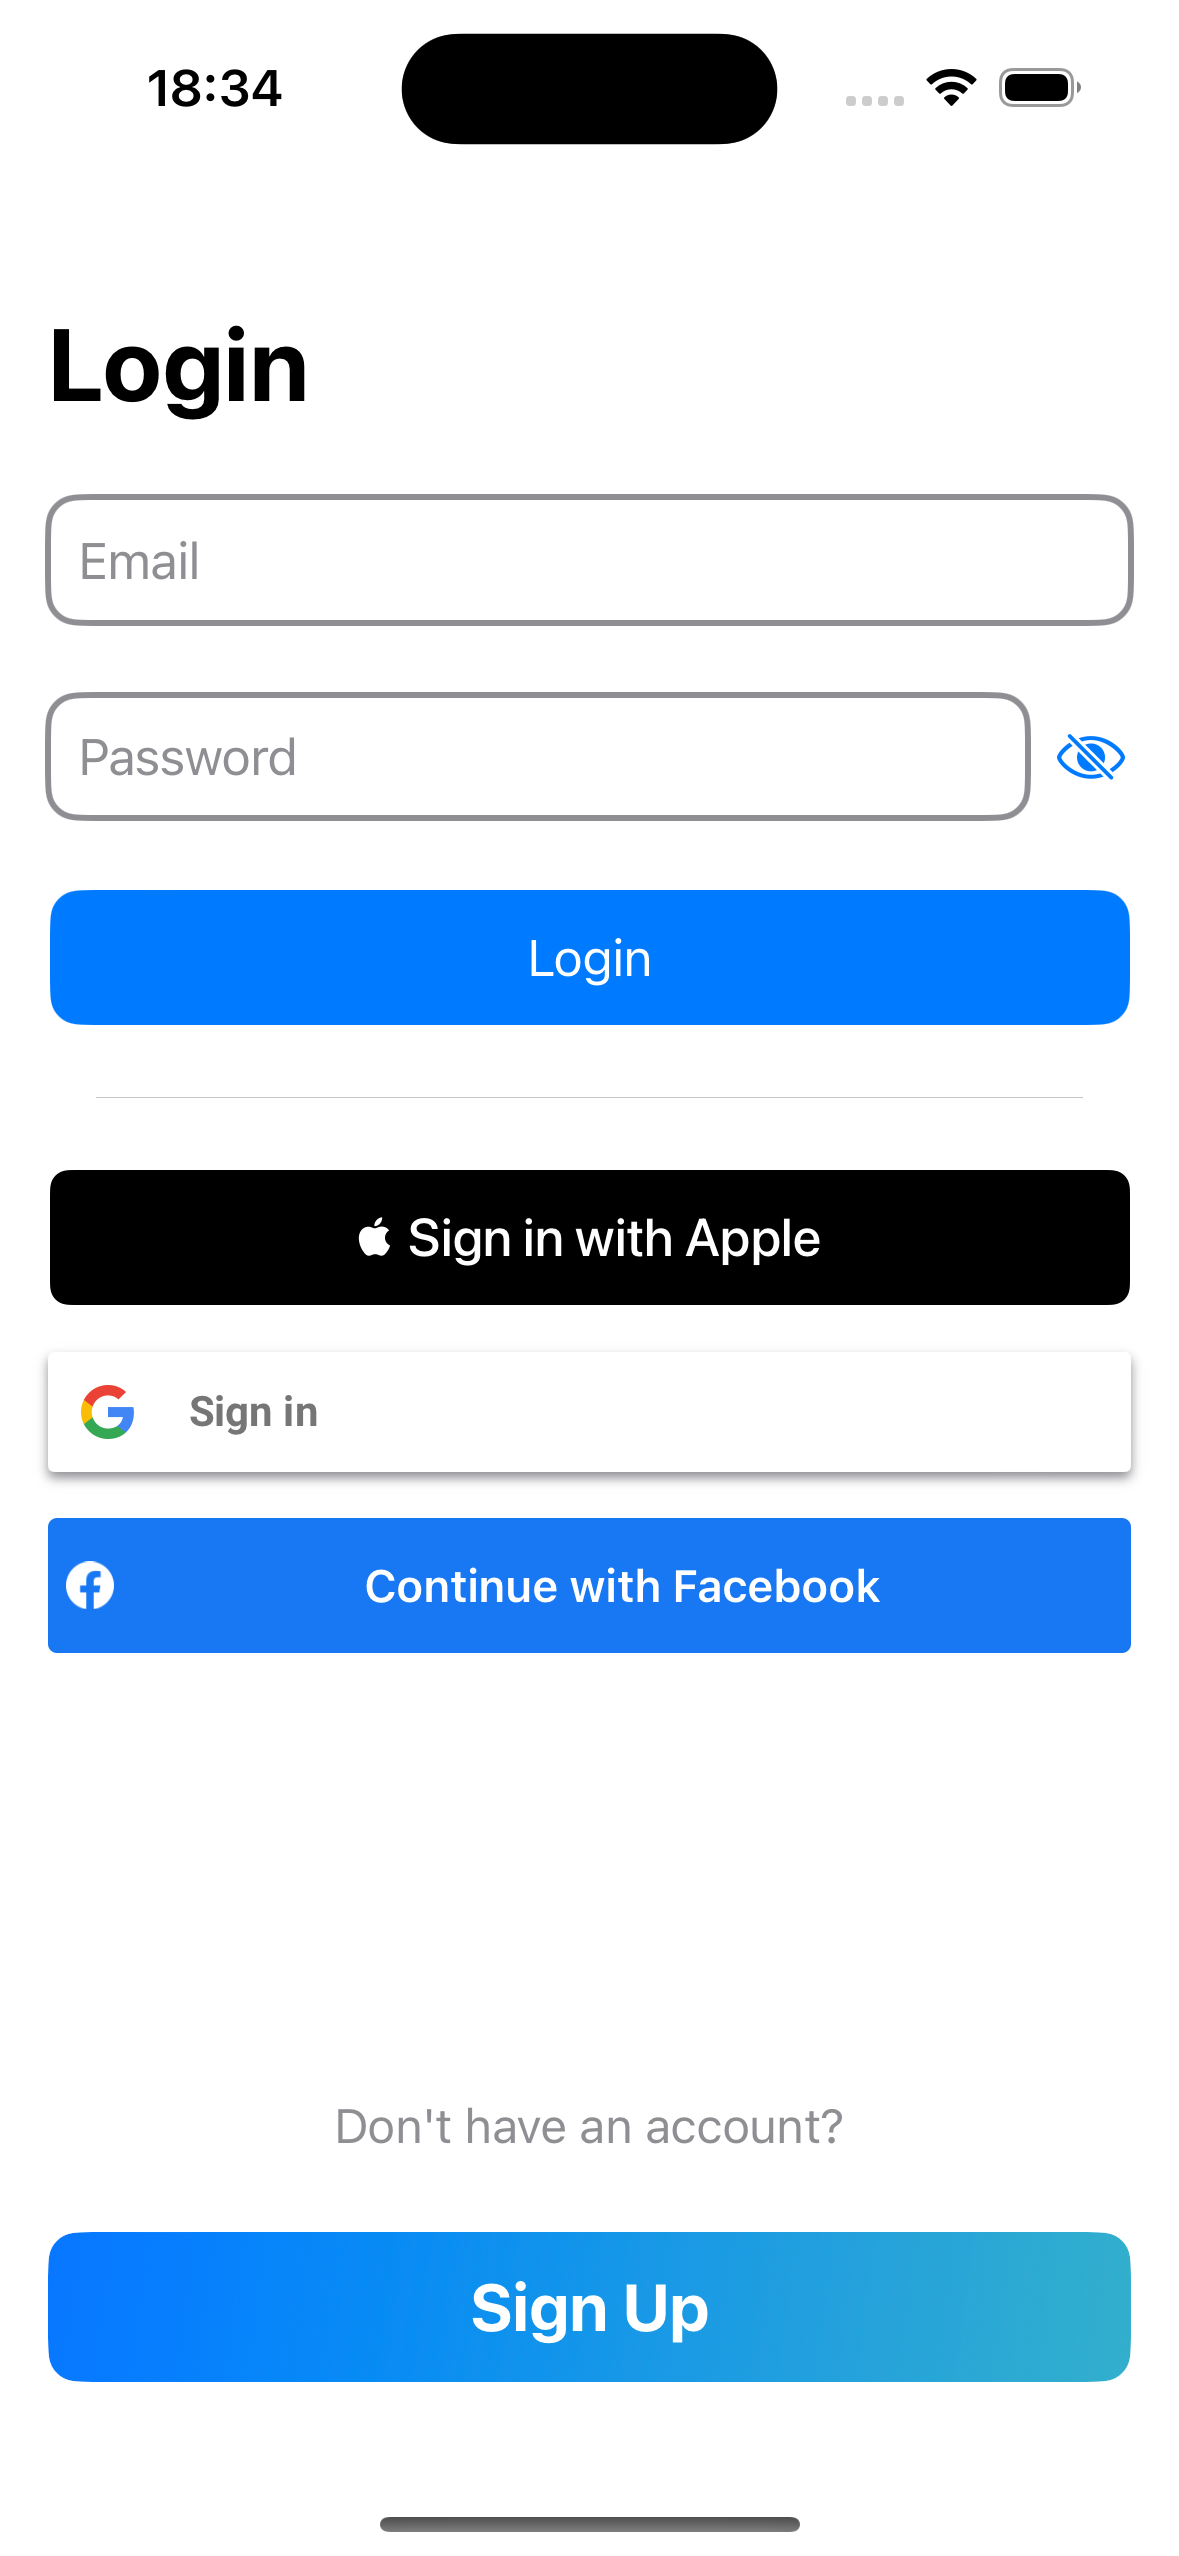 18:34
Login
Email
Password
Login
Sign in with Apple
Sign in
Continue with Facebook
Don't have an account?
Sign Up